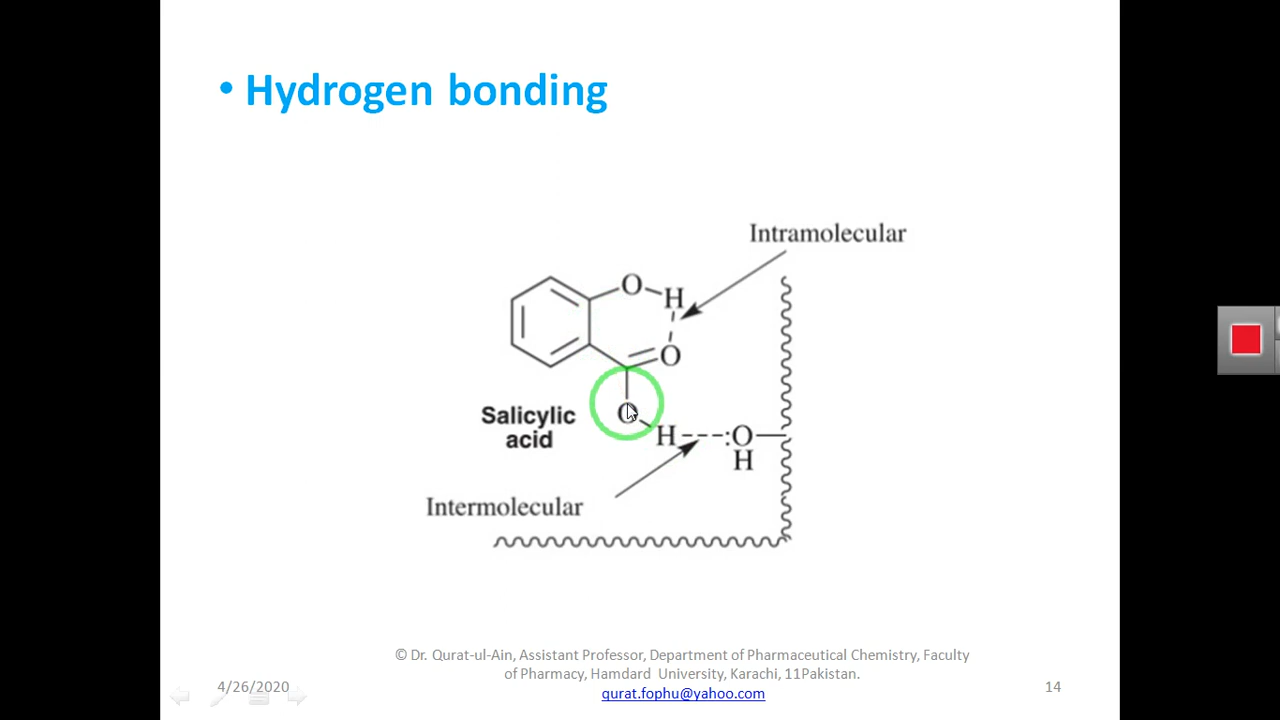 • Hydrogen bonding
Intramolecular
O
H
O
O
Salicylic
acid
H
:O
H
Intermolecular
© Dr. Qurat-ul-Ain, Assistant Professor, Department of Pharmaceutical Chemistry, Faculty
of Pharmacy, Hamdard University, Karachi, 11Pakistan.
4/26/2020
qurat.fophu@yahoo.com
14